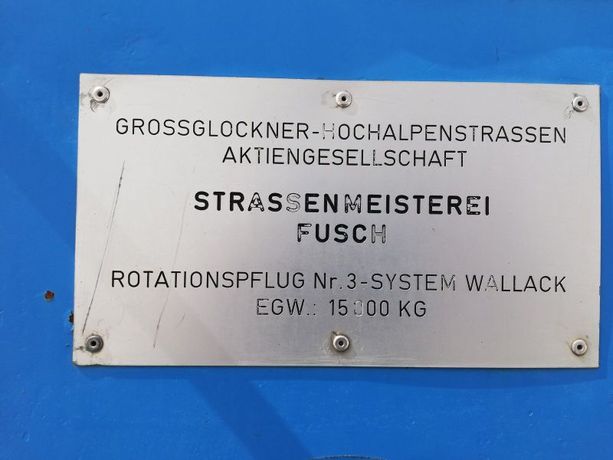 GROSSGLOCKNER-HOCHALPENSTRASSEN
AKTIENGESELLSCHAFT
STRASSENMEISTEREI
FUSCH
ROTATIONSPFLUG Nr.3-SYSTEM WALLACK
EGW.: 15000 KG